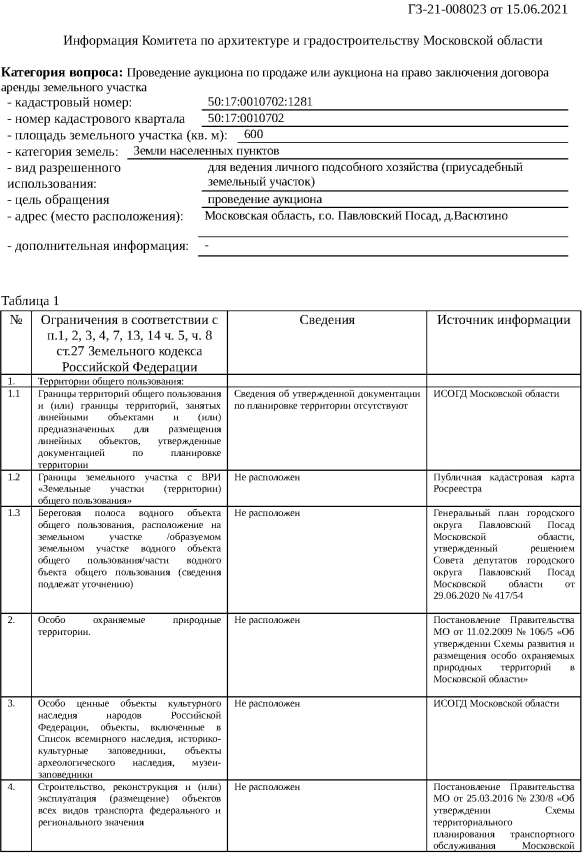 ГЗ-21-008023 от 15.06.2021
Информация Комитета по архитектуре и градостроительству Московской области
Категория вопроса: Проведение аукциона по продаже или аукциона на право заключения договора
аренды земельного участка
- кадастровый номер: 50:17:0010702:1281
- номер кадастрового квартала 50:17:0010702
- площадь земельного участка (кв. м): 600
- категория земель: Земли населенных пунктов
- вид разрешенного для ведения личного подсобного хозяйства (приусадебный
использования: земельный участок)
- цель обращения проведение аукциона
- адрес (место расположения): Московская область, г.о. Павловский Посад, д.Васютино
- дополнительная информация: -
Таблица 1
№ Ограничения в соответствии с Сведения Источник информации
п.1, 2, 3, 4, 7, 13, 14 ч. 5, ч. 8
ст.27 Земельного кодекса
Российской Федерации
1. Территории общего пользования:
1.1 Границы территорий общего пользования Сведения об утвержденной документации ИСОГД Московской области
и (или) границы территорий, занятых по планировке территории отсутствуют
линейными объектами и (или)
предназначенных для размещения
линейных объектов, утвержденные
документацией по планировке
территории
1.2 Границы земельного участка с ВРИ Не расположен Публичная кадастровая карта
«Земельные участки (территории) Росреестра
общего пользования»
1.3 Береговая полоса водного объекта Не расположен Генеральный план городского
общего пользования, расположение на округа Павловский Посад
земельном участке /образуемом Московской области,
земельном участке водного объекта утвержденный решением
общего пользования/части водного Совета депутатов городского
бъекта общего пользования (сведения округа Павловский Посад
подлежат уточнению) Московской области от
29.06.2020 № 417/54
2. Особо охраняемые природные Не расположен Постановление Правительства
территории. МО от 11.02.2009 № 106/5 «Об
утверждении Схемы развития и
размещения особо охраняемых
природных территорий в
Московской области»
3. Особо ценные объекты культурного Не расположен ИСОГД Московской области
наследия народов Российской
Федерации, объекты, включенные в
Список всемирного наследия, историко-
культурные заповедники, объекты
археологического наследия, музеи-
заповедники
4. Строительство, реконструкция и (или) Не расположен Постановление Правительства
эксплуатация (размещение) объектов МО от 25.03.2016 № 230/8 «Об
всех видов транспорта федерального и утверждении Схемы
регионального значения территориального
планирования транспортного
обслуживания Московской